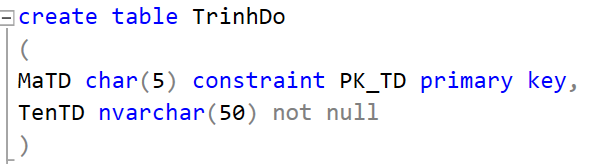 create table TrinhDo
(
MaTD char(5) constraint PK_TD primary key,
TenTD nvarchar(50) not null
)